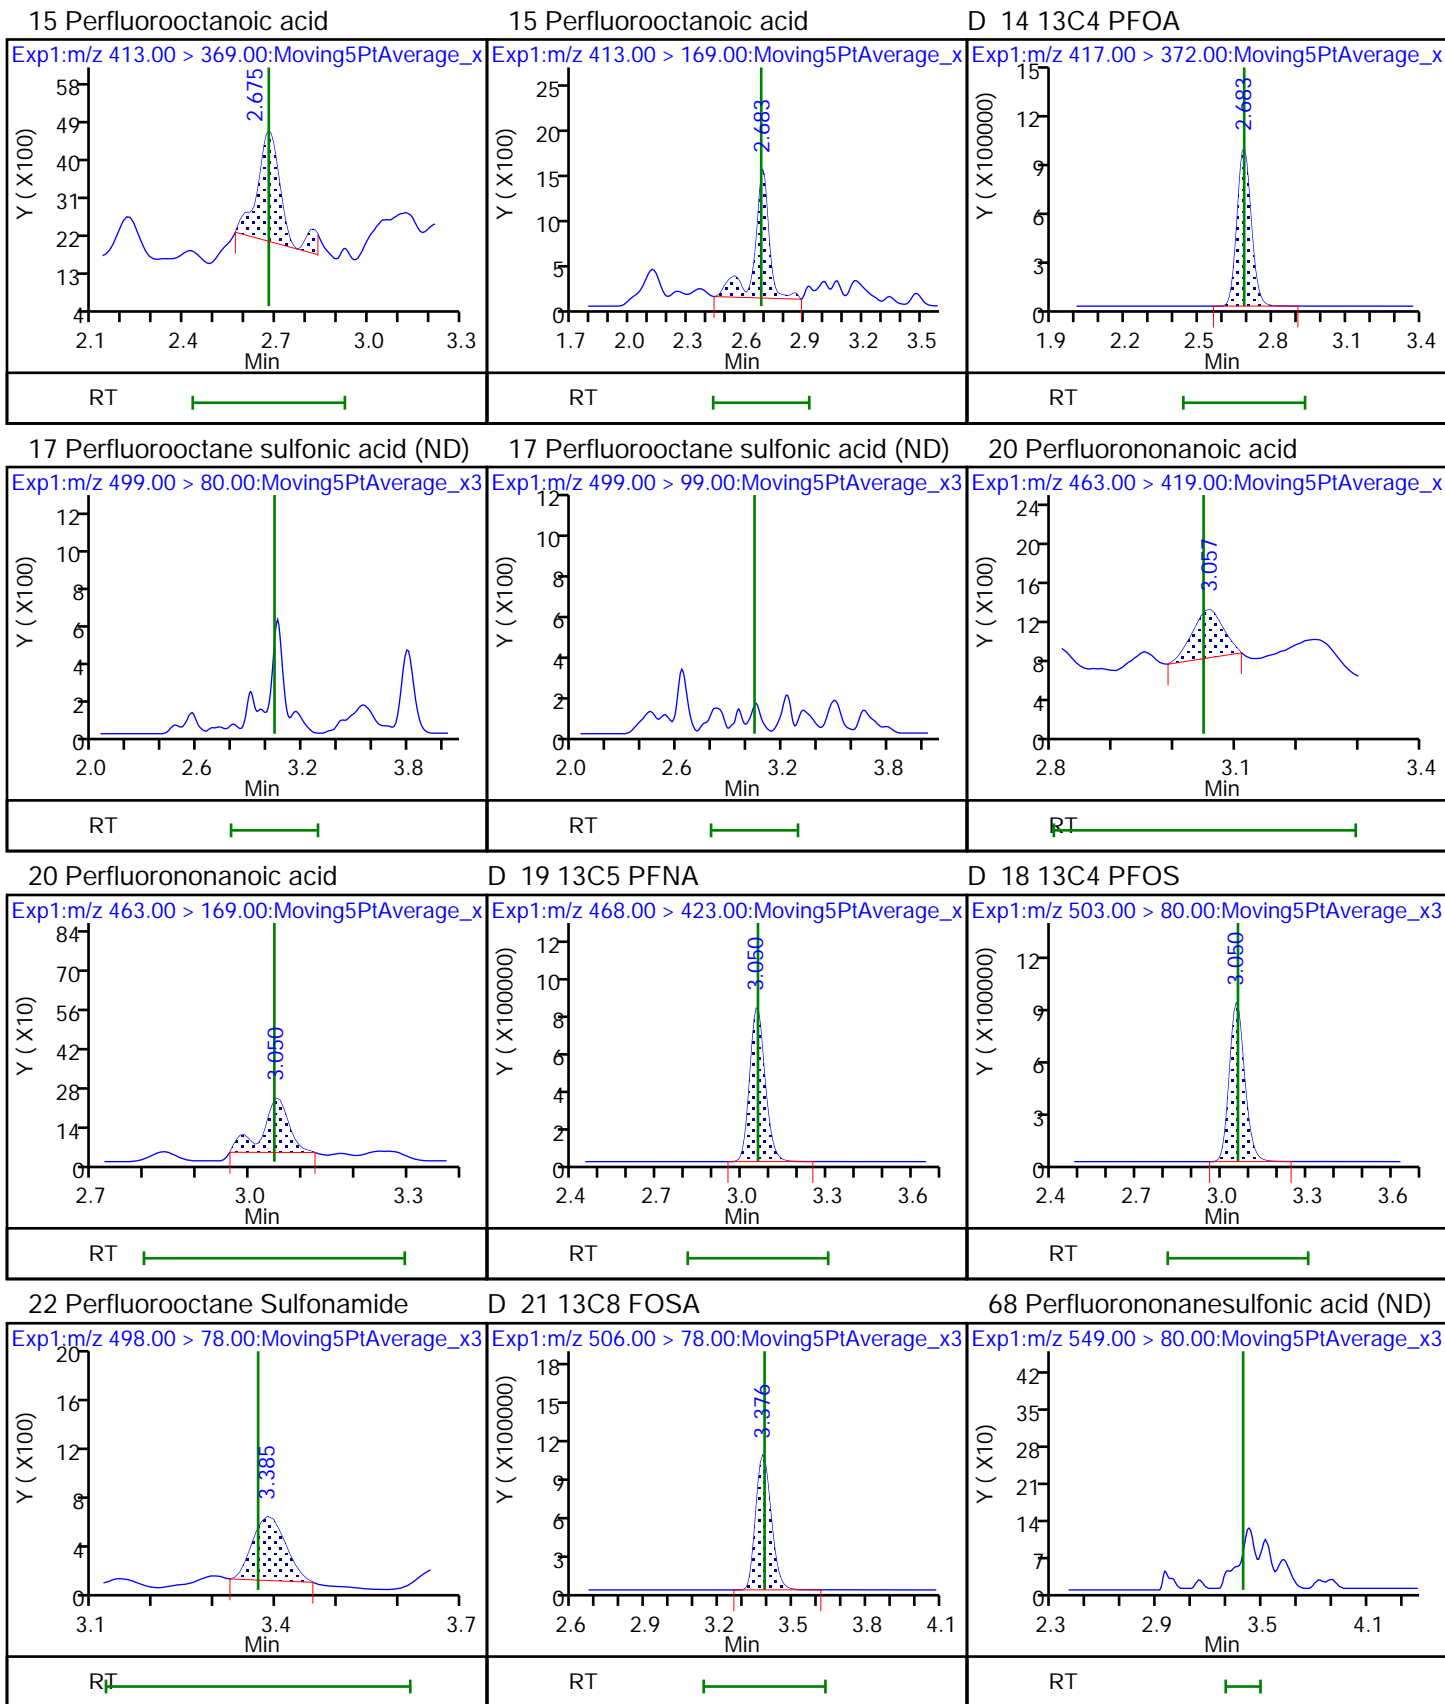 15 Perfluorooctanoic acid
Exp1:m/z 413.00 > 369.00:Moving5PtAverage_x
Y ( X100)
58
49
40
31
22
13
4
2.675
2.1 2.4 2.7 3.0 3.3
Min
RT
15 Perfluorooctanoic acid
Exp1:m/z 413.00 > 169.00:Moving5PtAverage_x
Y ( X100)
25
20
15
10
5
0
2.683
1.7 2.0 2.3 2.6 2.9 3.2 3.5
Min
RT
D 14 13C4 PFOA
Exp1:m/z 417.00 > 372.00:Moving5PtAverage_x
Y ( X100000)
15
12
9
6
3
0
2.683
1.9 2.2 2.5 2.8 3.1 3.4
Min
RT
17 Perfluorooctane sulfonic acid (ND)
Exp1:m/z 499.00 > 80.00:Moving5PtAverage_x3
Y ( X100)
12
10
8
6
4
2
0
2.0 2.6 3.2 3.8
Min
RT
17 Perfluorooctane sulfonic acid (ND)
Exp1:m/z 499.00 > 99.00:Moving5PtAverage_x3
Y ( X100)
12
10
8
6
4
2
0
2.0 2.6 3.2 3.8
Min
RT
20 Perfluorononanoic acid
Exp1:m/z 463.00 > 419.00:Moving5PtAverage_x
Y ( X100)
24
20
16
12
8
4
0
3.057
2.8 3.1 3.4
Min
RT
20 Perfluorononanoic acid
Exp1:m/z 463.00 > 169.00:Moving5PtAverage_x
Y ( X10)
84
70
56
42
28
14
0
3.050
2.7 3.0 3.3
Min
RT
D 19 13C5 PFNA
Exp1:m/z 468.00 > 423.00:Moving5PtAverage_x
Y ( X100000)
12
10
8
6
4
2
0
3.050
2.4 2.7 3.0 3.3 3.6
Min
RT
D 18 13C4 PFOS
Exp1:m/z 503.00 > 80.00:Moving5PtAverage_x3
Y ( X100000)
12
9
6
3
0
3.050
2.4 2.7 3.0 3.3 3.6
Min
RT
22 Perfluorooctane Sulfonamide
Exp1:m/z 498.00 > 78.00:Moving5PtAverage_x3
Y ( X100)
20
16
12
8
4
0
3.385
3.1 3.4 3.7
Min
RT
D 21 13C8 FOSA
Exp1:m/z 506.00 > 78.00:Moving5PtAverage_x3
Y ( X100000)
18
15
12
9
6
3
0
3.376
2.6 2.9 3.2 3.5 3.8 4.1
Min
RT
68 Perfluorononanesulfonic acid (ND)
Exp1:m/z 549.00 > 80.00:Moving5PtAverage_x3
Y ( X10)
42
35
28
21
14
7
0
2.3 2.9 3.5 4.1
Min
RT